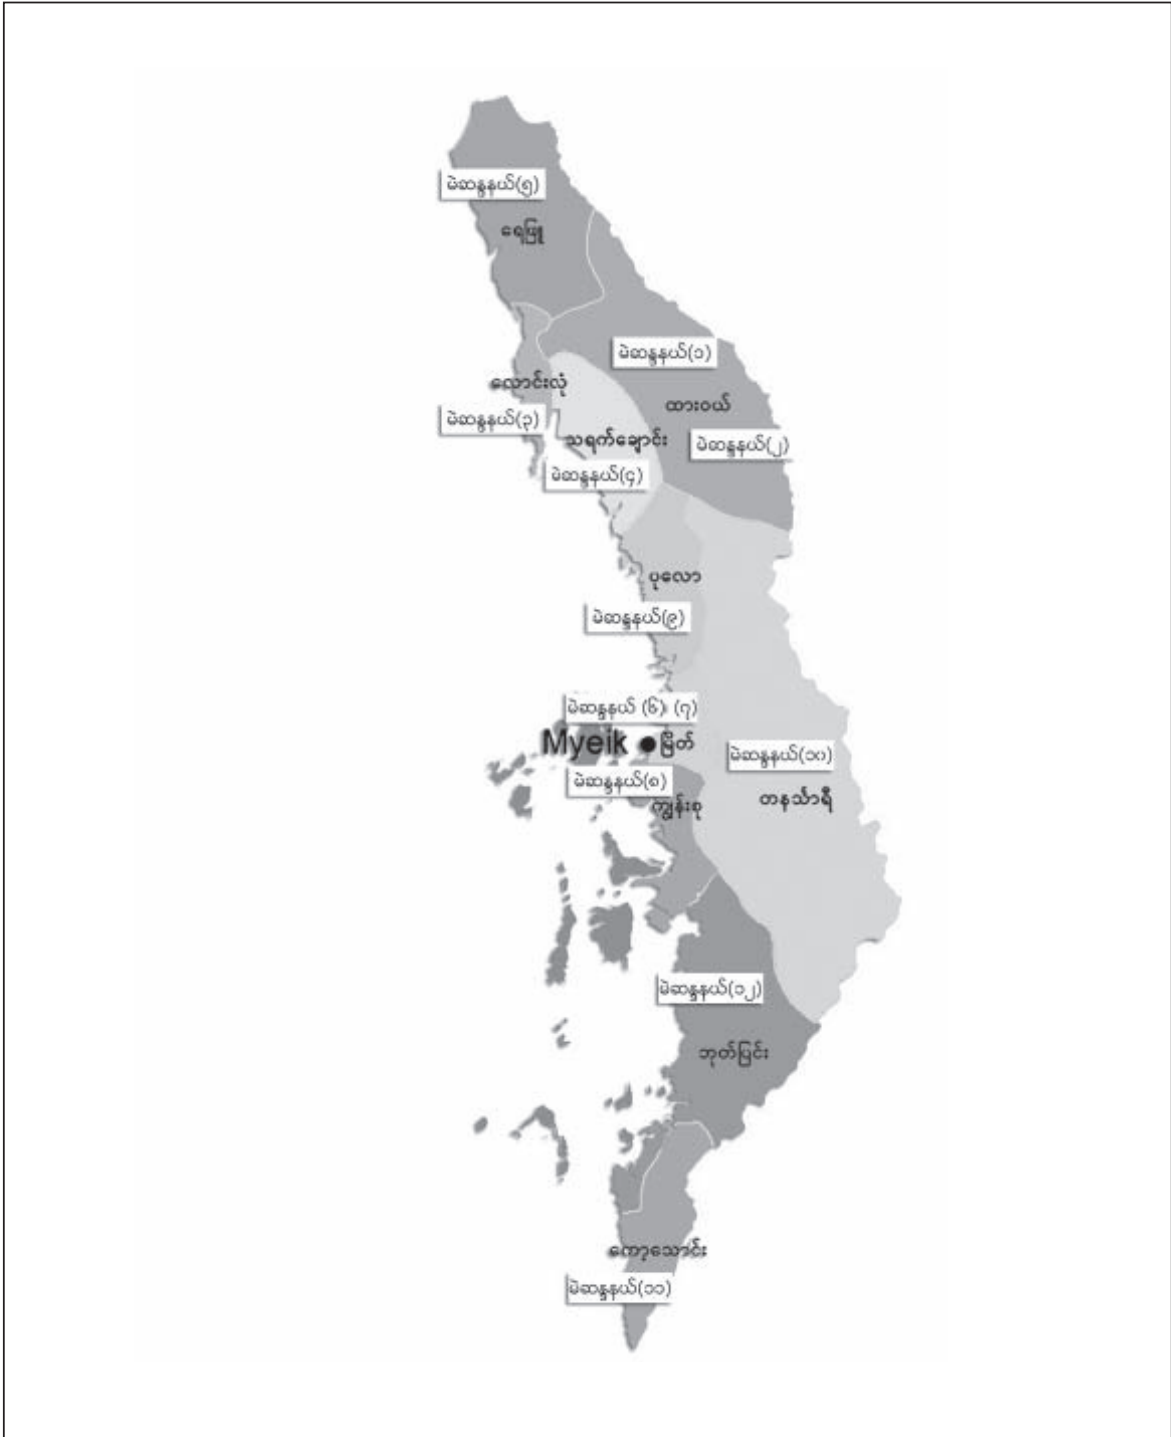 မဲဆန္ဒနယ်(၅)
ရေဖြူ
မဲဆန္ဒနယ်(၁)
လောင်းလုံ
ထားဝယ်
မဲဆန္ဒနယ်(၃)
သရက်ချောင်း
မဲဆန္ဒနယ်(၂)
မဲဆန္ဒနယ်(၄)
ပုလော
မဲဆန္ဒနယ်(၉)
မဲဆန္ဒနယ် (၆)၊ (၇)
Myeik မြိတ်
မဲဆန္ဒနယ်(၁၀)
မဲဆန္ဒနယ်(၈)
ကျွန်းစု
တနင်္သာရီ
မဲဆန္ဒနယ်(၁၂)
ဘုတ်ပြင်း
ကော့သောင်း
မဲဆန္ဒနယ်(၁၁)